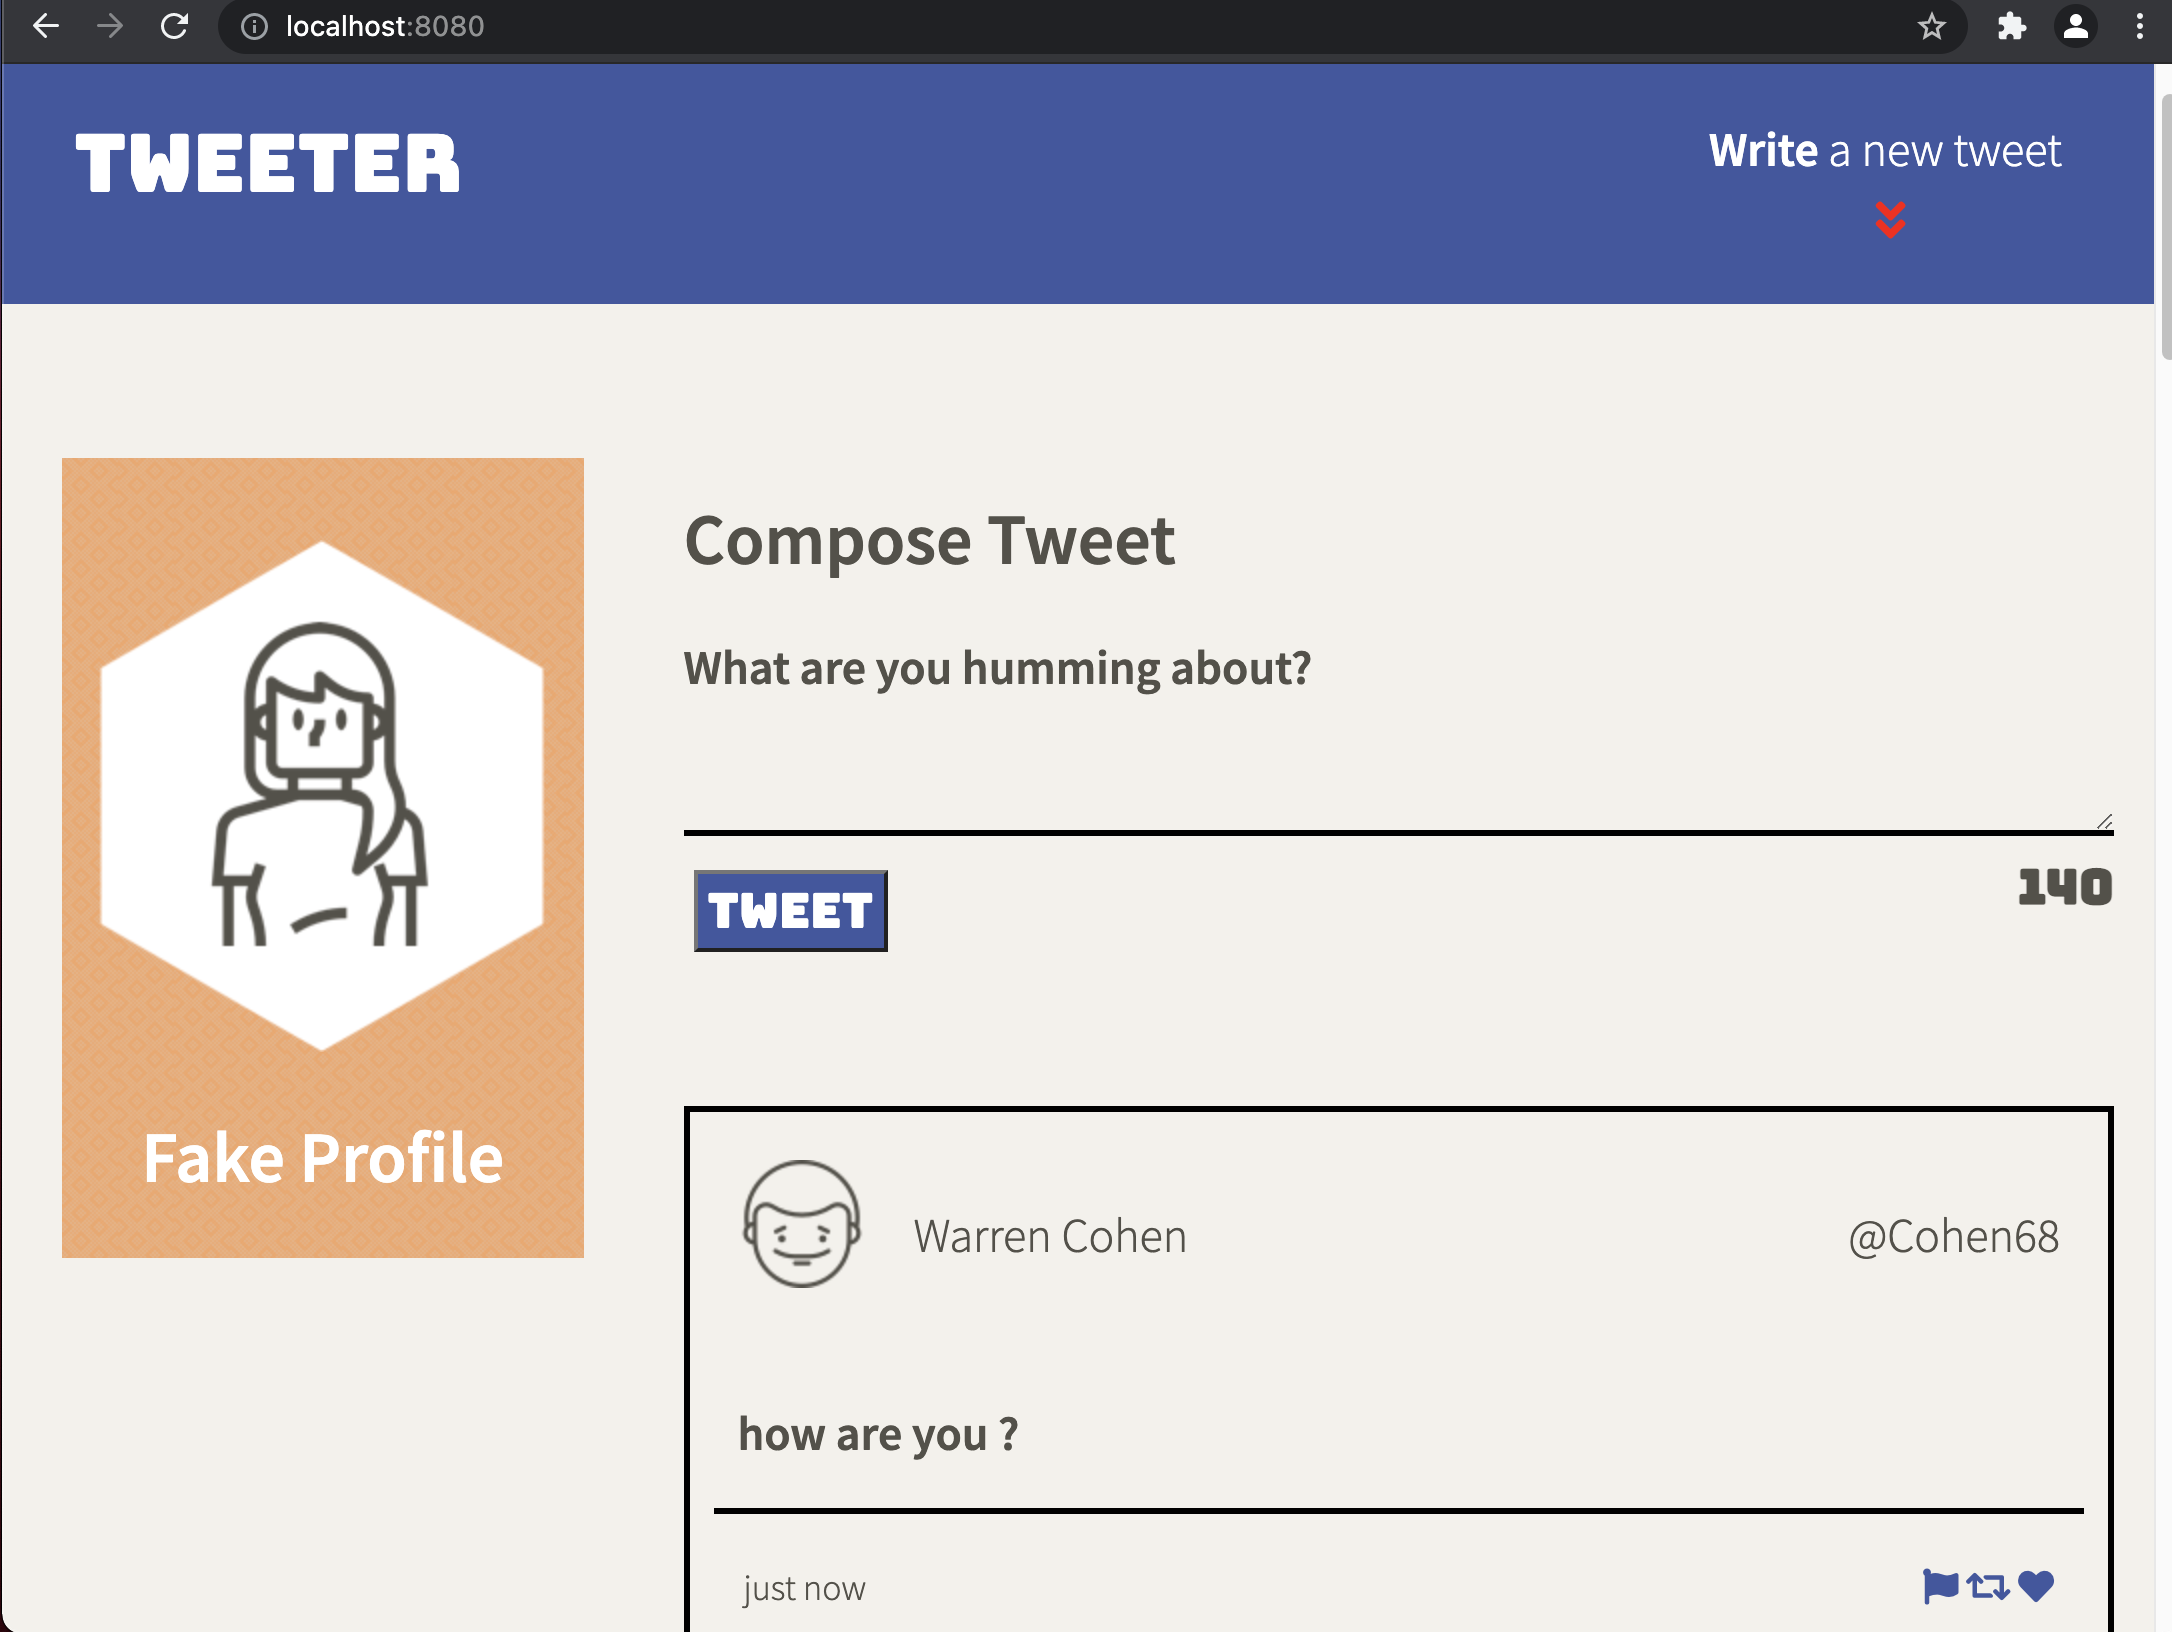 localhost:8080
TWEETER
Write a new tweet
Compose Tweet
What are you humming about?
TWEET
140
Fake Profile
Warren Cohen
@Cohen68
how are you ?
just now